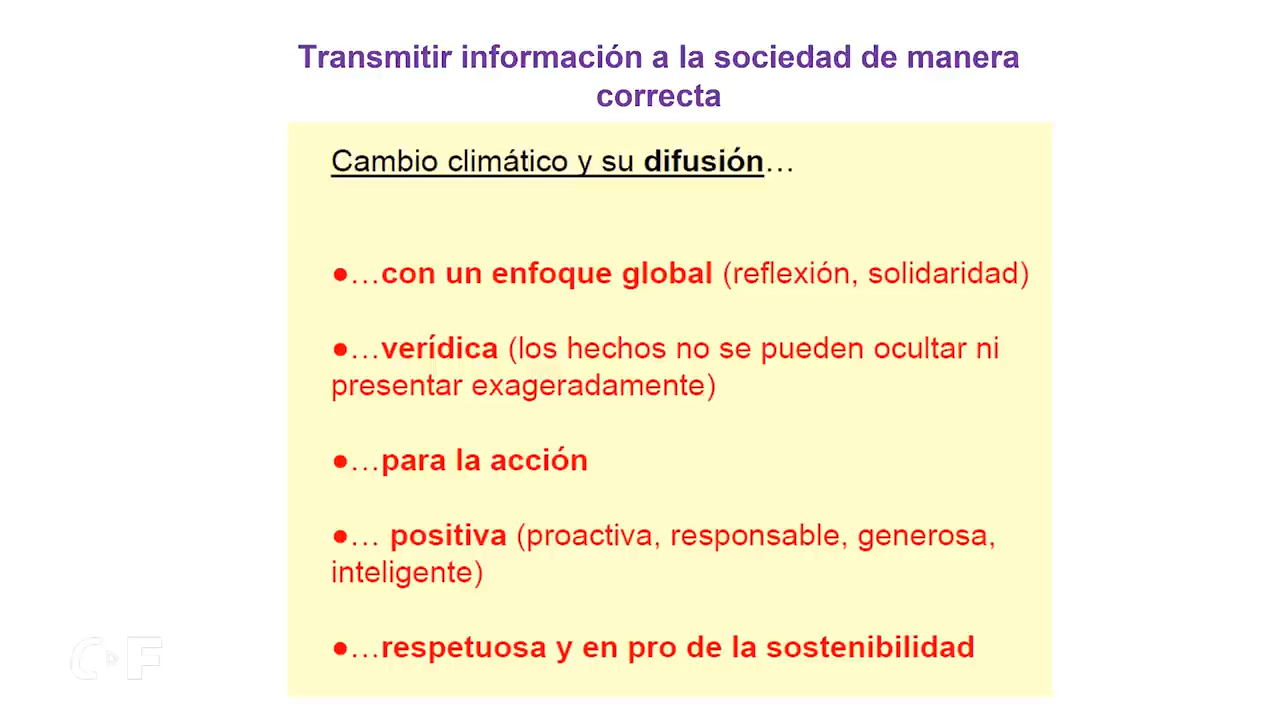 Transmitir información a la sociedad de manera
correcta
Cambio climático y su difusión…
●…con un enfoque global (reflexión, solidaridad)
●…verídica (los hechos no se pueden ocultar ni
presentar exageradamente)
●…para la acción
●… positiva (proactiva, responsable, generosa,
inteligente)
●…respetuosa y en pro de la sostenibilidad